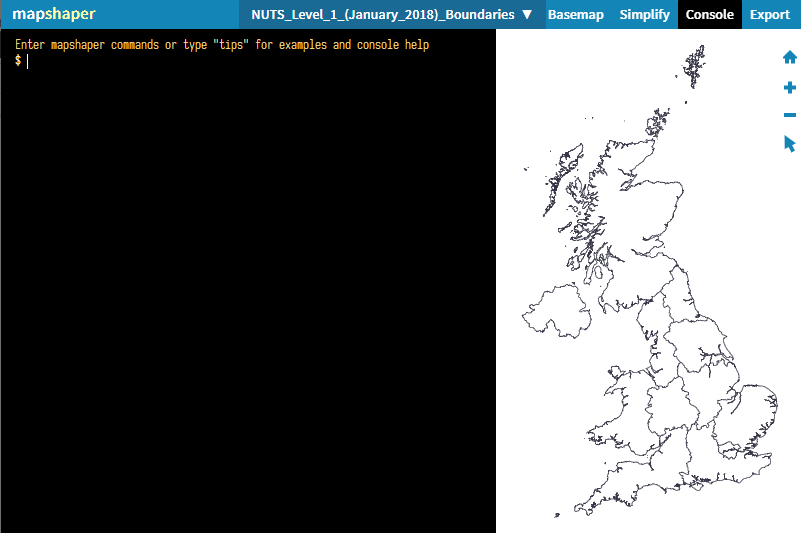 mapshaper NUTS_Level_1_(January_2018)_Boundaries ▼ Basemap Simplify Console Export
Enter mapshaper commands or type "tips" for examples and console help
$